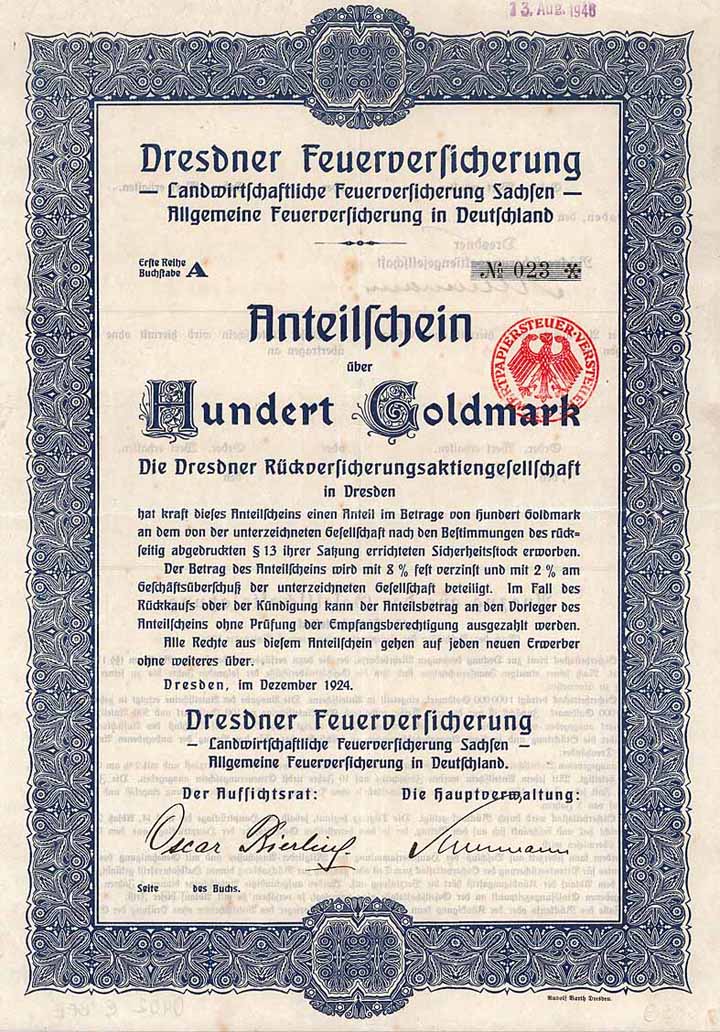 13. Aug. 1946
Dresdner Feuerversicherung
— Landwirtschaftliche Feuerversicherung Sachsen —
Allgemeine Feuerversicherung in Deutschland
Erste Reihe
Buchstabe A
№ 023 *
Anteilschein
über
WERTPAPIERSTEUER-VERSTEUERT
Hundert Goldmark
Die Dresdner Rückversicherungsaktiengesellschaft
in Dresden
hat kraft dieses Anteilscheins einen Anteil im Betrage von Hundert Goldmark
an dem von der unterzeichneten Gesellschaft nach den Bestimmungen des rück-
seitig abgedruckten § 13 ihrer Satzung errichteten Sicherheitstock erworben.
Der Betrag des Anteilscheins wird mit 8 % fest verzinst und mit 2 % am
Geschäftsüberschuß der unterzeichneten Gesellschaft beteiligt. Im Fall des
Rückkaufs oder der Kündigung kann der Anteilsbetrag an den Vorleger des
Anteilscheins ohne Prüfung der Empfangsberechtigung ausgezahlt werden.
Alle Rechte aus diesem Anteilschein gehen auf jeden neuen Erwerber
ohne weiteres über.
Dresden, im Dezember 1924.
Dresdner Feuerversicherung
— Landwirtschaftliche Feuerversicherung Sachsen —
Allgemeine Feuerversicherung in Deutschland.
Der Aufsichtsrat: Die Hauptverwaltung:
Oscar Bierling
Seite des Buchs.
Rudolf Barth Dresden.